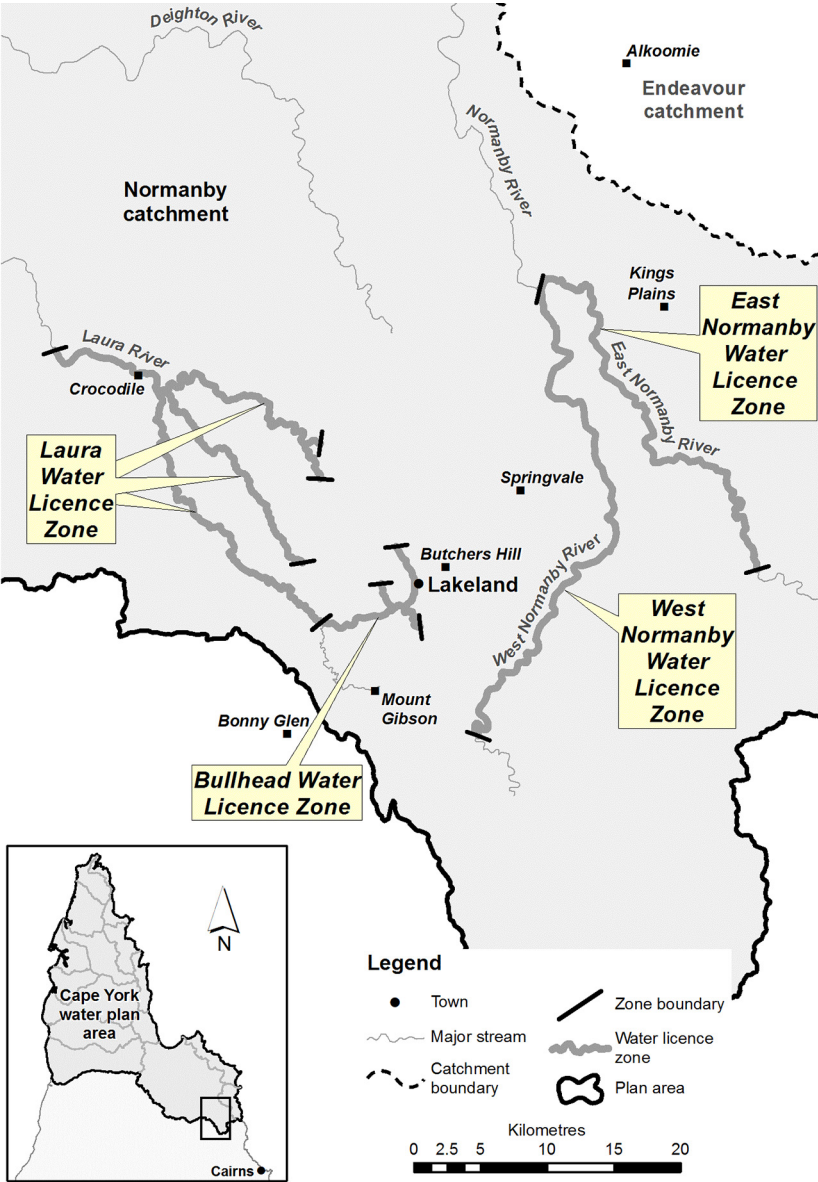 Deighton River
Alkoomie
Endeavour
catchment
Normanby River
Normanby
catchment
Kings
Plains
East
Normanby
Water
Licence
Zone
Laura River
Crocodile
East Normanby River
Laura
Water
Licence
Zone
Springvale
Butchers Hill
Lakeland
West Normanby River
West
Normanby
Water
Licence
Zone
Mount
Gibson
Bonny Glen
Bullhead Water
Licence Zone
N
Cape York
water plan
area
Cairns
Legend
Town
Zone boundary
Major stream
Water licence
zone
Catchment
boundary
Plan area
Kilometres
0 2.5 5 10 15 20